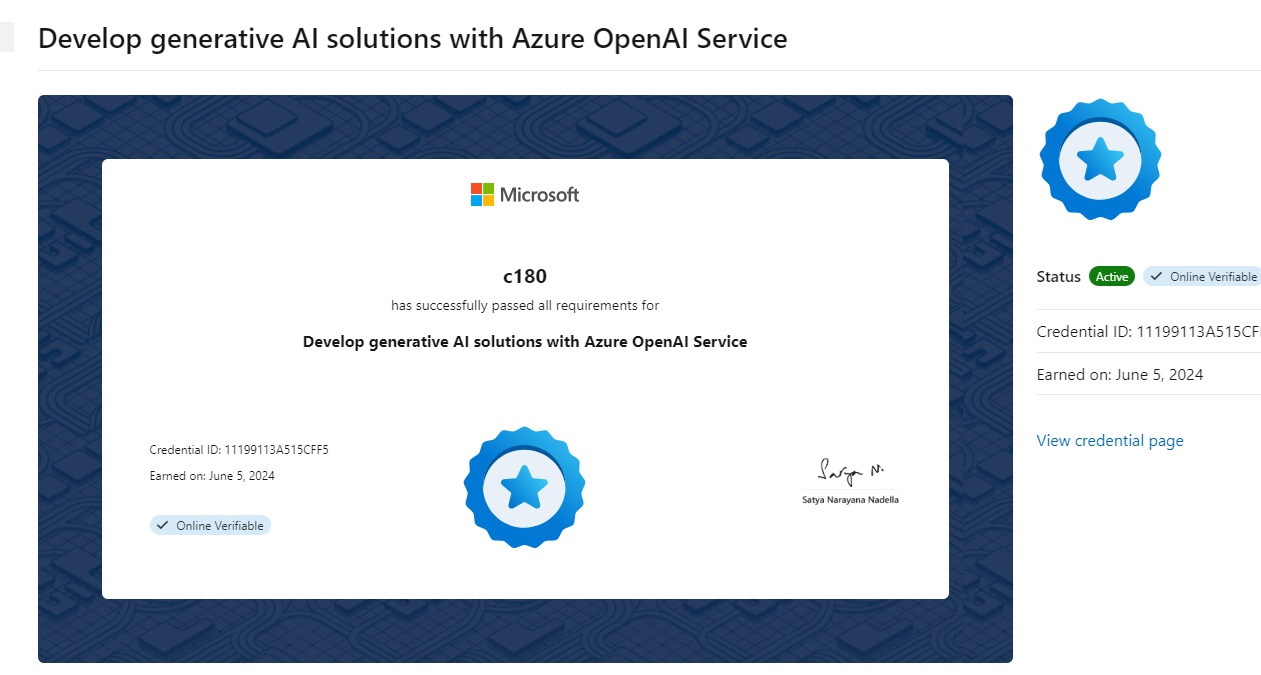 Develop generative AI solutions with Azure OpenAI Service
Microsoft
c180
has successfully passed all requirements for
Develop generative AI solutions with Azure OpenAI Service
Credential ID: 11199113A515CFF5
Earned on: June 5, 2024
Online Verifiable
Satya N.
Satya Narayana Nadella
Status Active Online Verifiable
Credential ID: 11199113A515CF
Earned on: June 5, 2024
View credential page